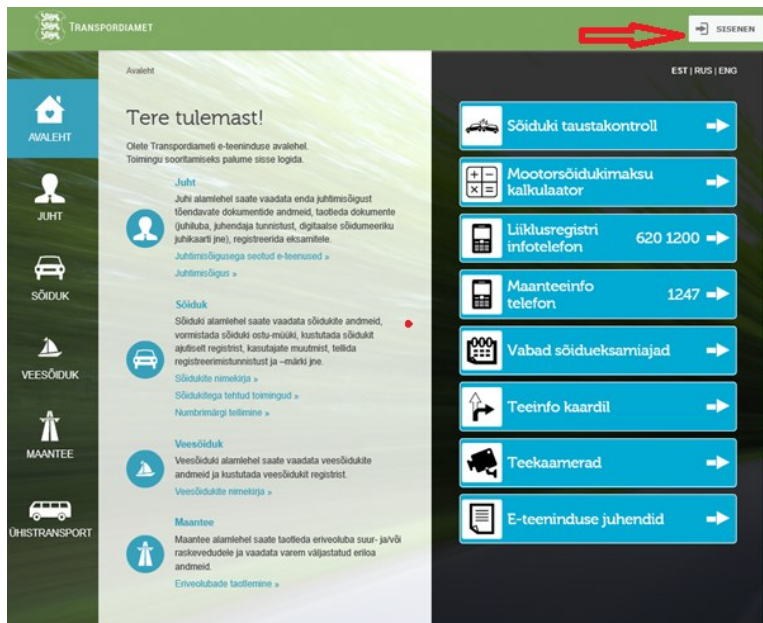 TRANSPORDIAMET
SISENEN
Avaleht
EST | RUS | ENG
AVALEHT
JUHT
SÕIDUK
VEESÕIDUK
MAANTEE
ÜHISTRANSPORT
Tere tulemast!
Olete Transpordiameti e-teeninduse avalehel.
Toimingu sooritamiseks palume sisse logida.
Juht
Juhi alamlehel saate vaadata enda juhtimisõigust
tõendavate dokumentide andmeid, taotleda dokumente
(juhiluba, juhendaja tunnistust, digitaalse sõidumeeriku
juhikaarti jne), registreerida eksamitele.
Juhtimisõigusega seotud e-teenused »
Juhtimisõigus »
Sõiduk
Sõiduki alamlehel saate vaadata sõidukite andmeid,
vormistada sõiduki ostu-müüki, kustutada sõidukit
ajutiselt registrist, kasutajate muutmist, tellida
registreerimistunnistust ja –märki jne.
Sõidukite nimekirja »
Sõidukitega tehtud toimingud »
Numbrimärgi tellimine »
Veesõiduk
Veesõiduki alamlehel saate vaadata veesõidukite
andmeid ja kustutada veesõidukit registrist.
Veesõidukite nimekirja »
Maantee
Maantee alamlehel saate taotleda eriveoluba suur- ja/või
raskevedudele ja vaadata varem väljastatud eriloa
andmeid.
Eriveolubade taotlemine »
Sõiduki taustakontroll
Mootorsõidukimaksu
kalkulaator
Liiklusregistri
infotelefon 620 1200
Maanteeinfo
telefon 1247
Vabad sõidueksamiajad
Teeinfo kaardil
Teekaamerad
E-teeninduse juhendid